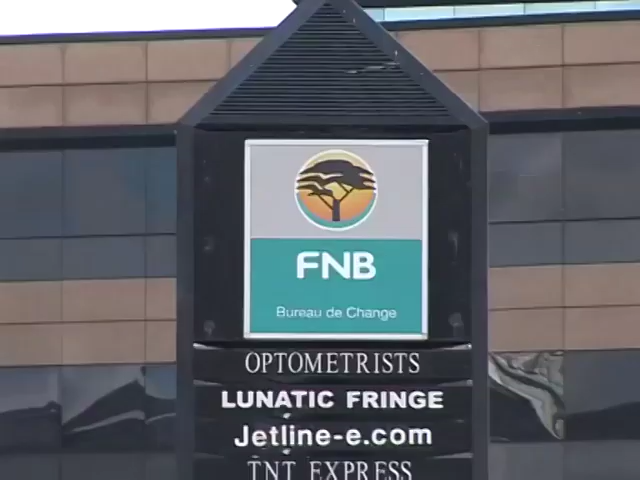 FNB
Bureau de Change
OPTOMETRISTS
LUNATIC FRINGE
Jetline-e.com
TNT EXPRESS